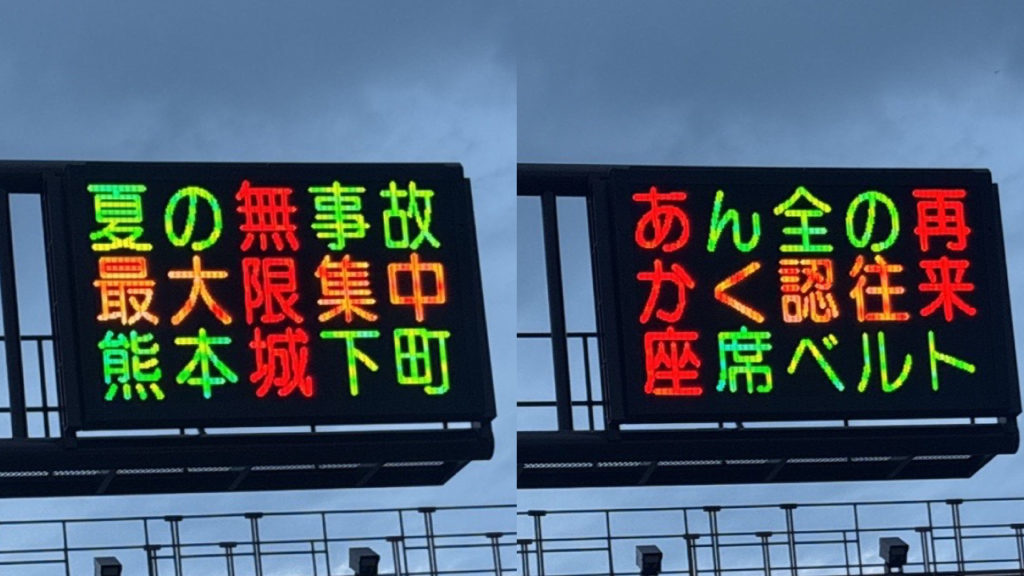 夏の無事故
最大限集中
熊本城下町
あん全の再
かく認往来
座席ベルト